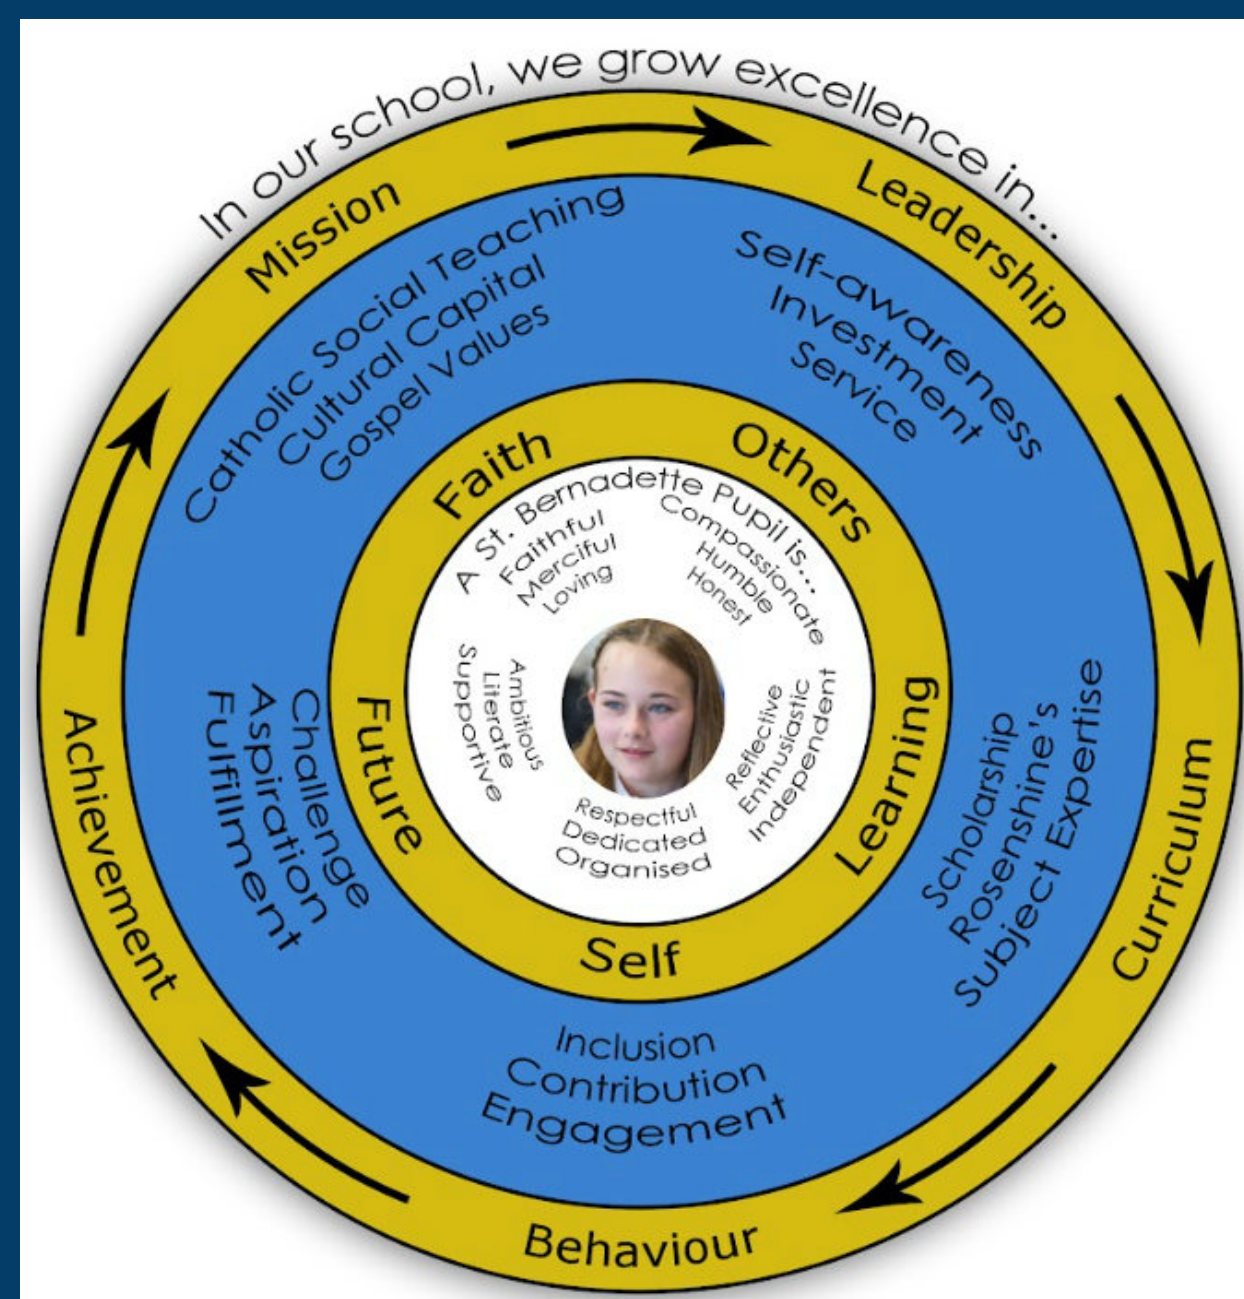 In our school, we grow excellence in...
Mission
Leadership
Curriculum
Behaviour
Achievement
Catholic Social Teaching
Cultural Capital
Gospel Values
Self-awareness
Investment
Service
Scholarship
Rosenshine's
Subject Expertise
Inclusion
Contribution
Engagement
Challenge
Aspiration
Fulfillment
Faith
Others
Learning
Self
Future
A St. Bernadette Pupil is...
Faithful
Merciful
Loving
Compassionate
Humble
Honest
Reflective
Enthusiastic
Independent
Respectful
Dedicated
Organised
Ambitious
Literate
Supportive